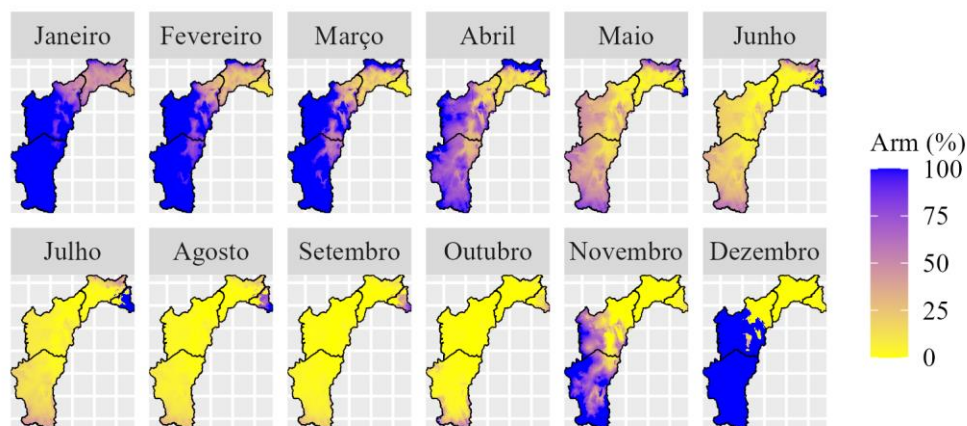 Janeiro Fevereiro Março Abril Maio Junho
Arm (%)
100
75
50
25
0
Julho Agosto Setembro Outubro Novembro Dezembro